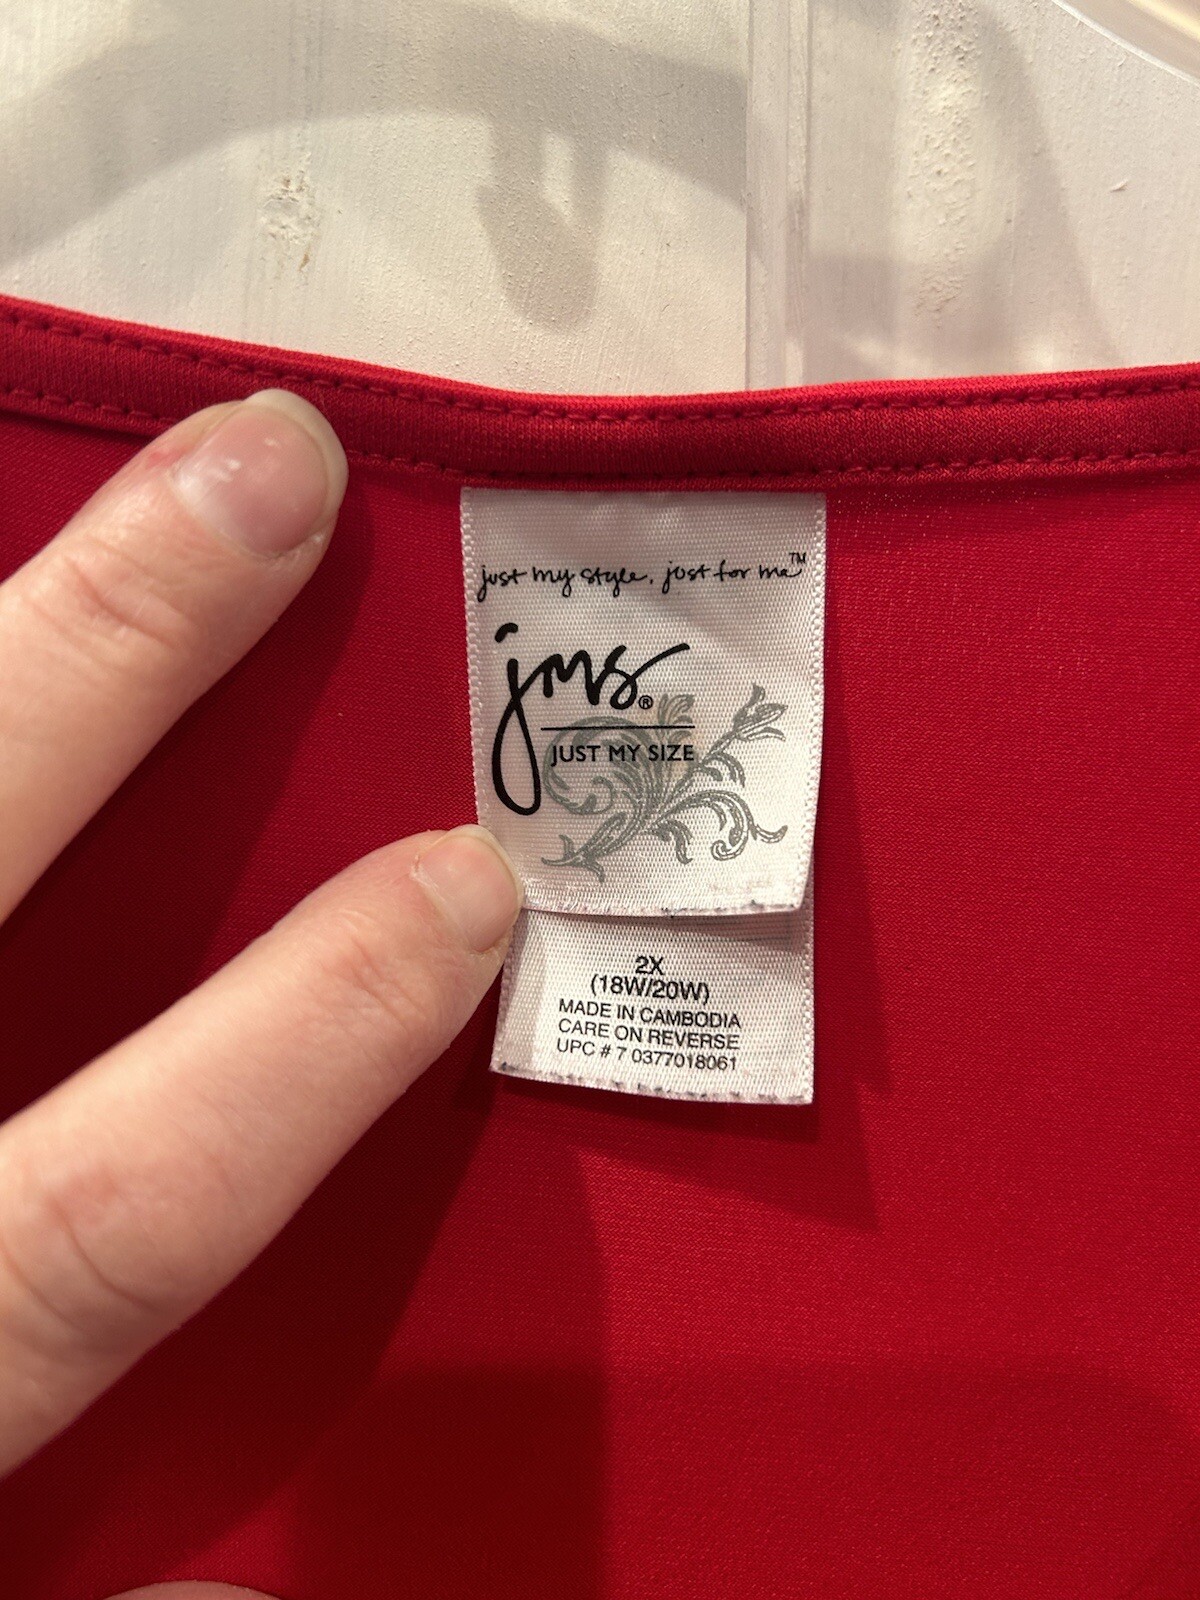 just my style, just for me™
jms®
JUST MY SIZE
2X
(18W/20W)
MADE IN CAMBODIA
CARE ON REVERSE
UPC # 7 0377018061